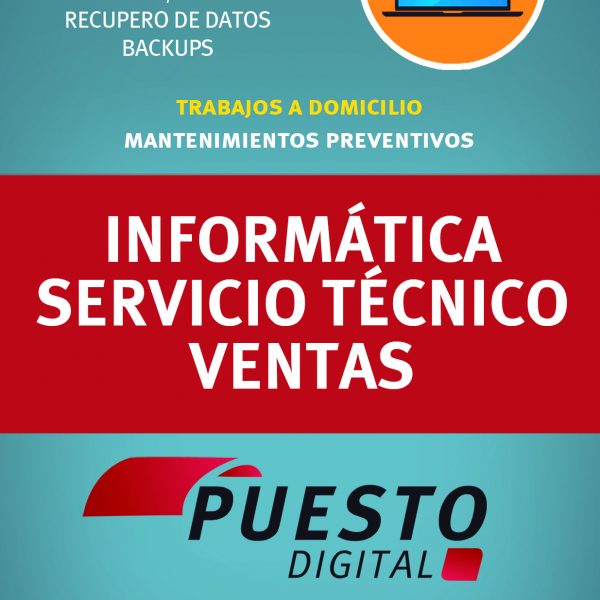 RECUPERO DE DATOS
BACKUPS
TRABAJOS A DOMICILIO
MANTENIMIENTOS PREVENTIVOS
INFORMÁTICA
SERVICIO TÉCNICO
VENTAS
PUESTO
DIGITAL